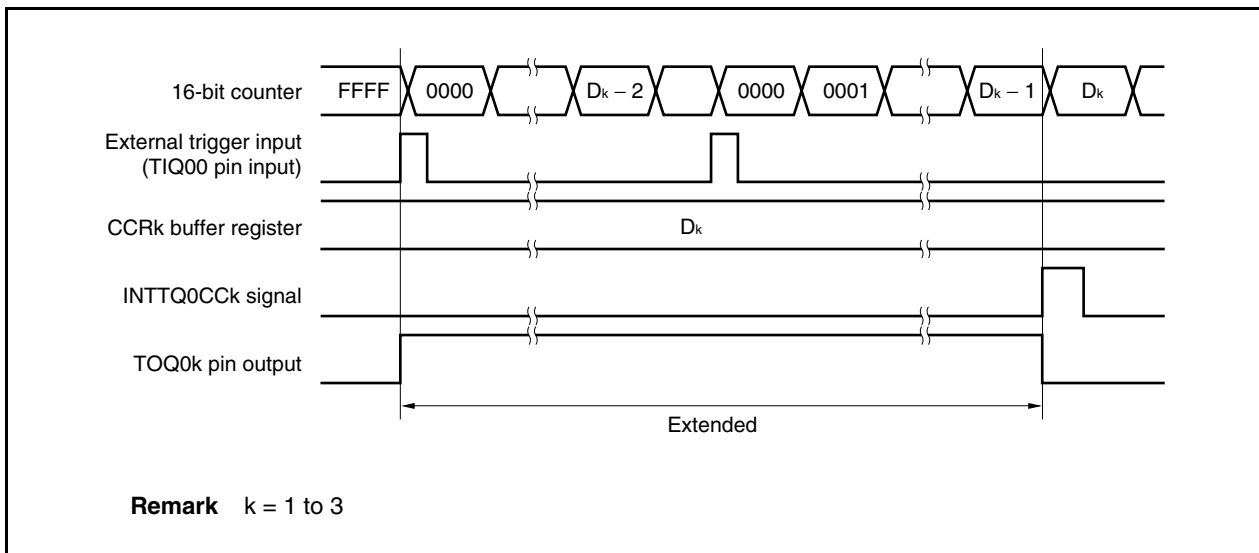 16-bit counter FFFF 0000 Dk – 2 0000 0001 Dk – 1 Dk
External trigger input
(TIQ00 pin input)
CCRk buffer register Dk
INTTQ0CCk signal
TOQ0k pin output
Extended
Remark k = 1 to 3